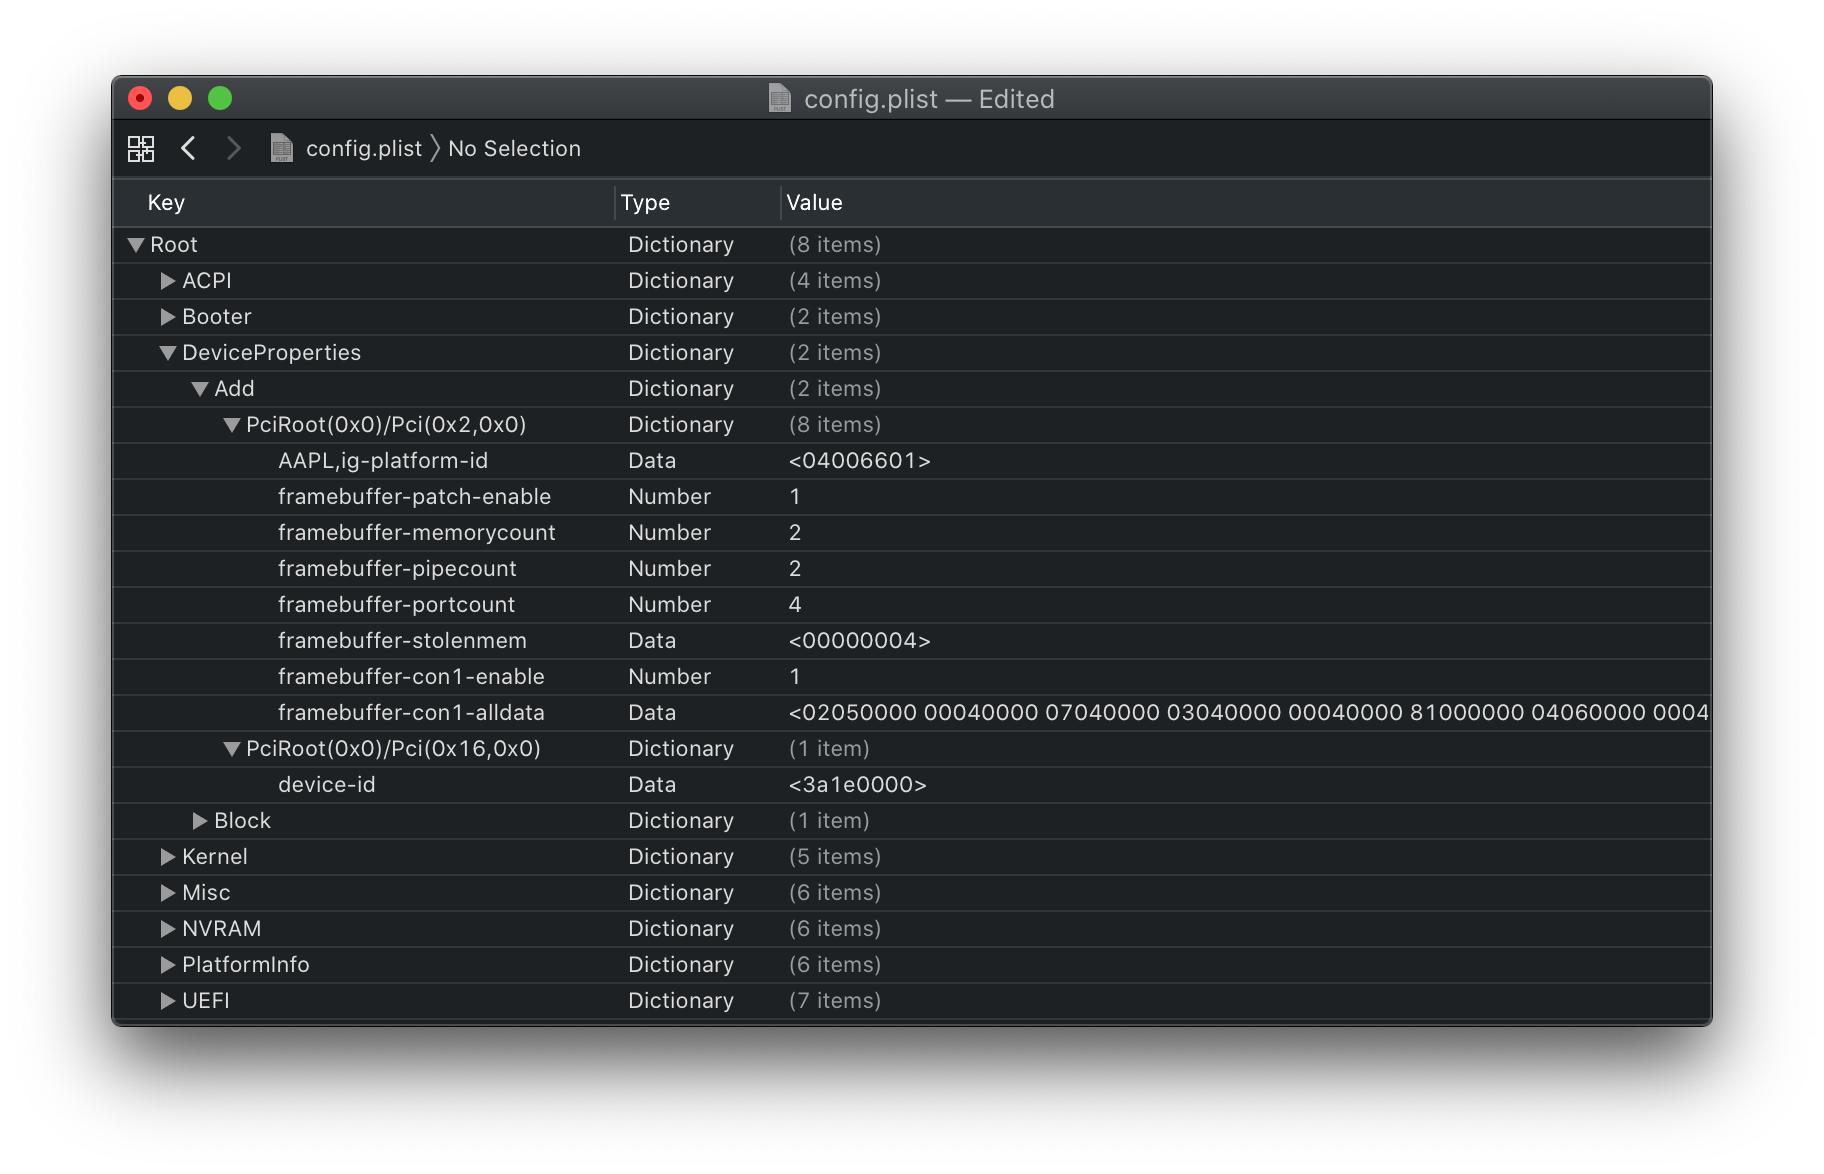 config.plist — Edited
config.plist 〉 No Selection
Key Type Value
Root Dictionary (8 items)
ACPI Dictionary (4 items)
Booter Dictionary (2 items)
DeviceProperties Dictionary (2 items)
Add Dictionary (2 items)
PciRoot(0x0)/Pci(0x2,0x0) Dictionary (8 items)
AAPL,ig-platform-id Data <04006601>
framebuffer-patch-enable Number 1
framebuffer-memorycount Number 2
framebuffer-pipecount Number 2
framebuffer-portcount Number 4
framebuffer-stolenmem Data <00000004>
framebuffer-con1-enable Number 1
framebuffer-con1-alldata Data <02050000 00040000 07040000 03040000 00040000 81000000 04060000 0004
PciRoot(0x0)/Pci(0x16,0x0) Dictionary (1 item)
device-id Data <3a1e0000>
Block Dictionary (1 item)
Kernel Dictionary (5 items)
Misc Dictionary (6 items)
NVRAM Dictionary (6 items)
PlatformInfo Dictionary (6 items)
UEFI Dictionary (7 items)